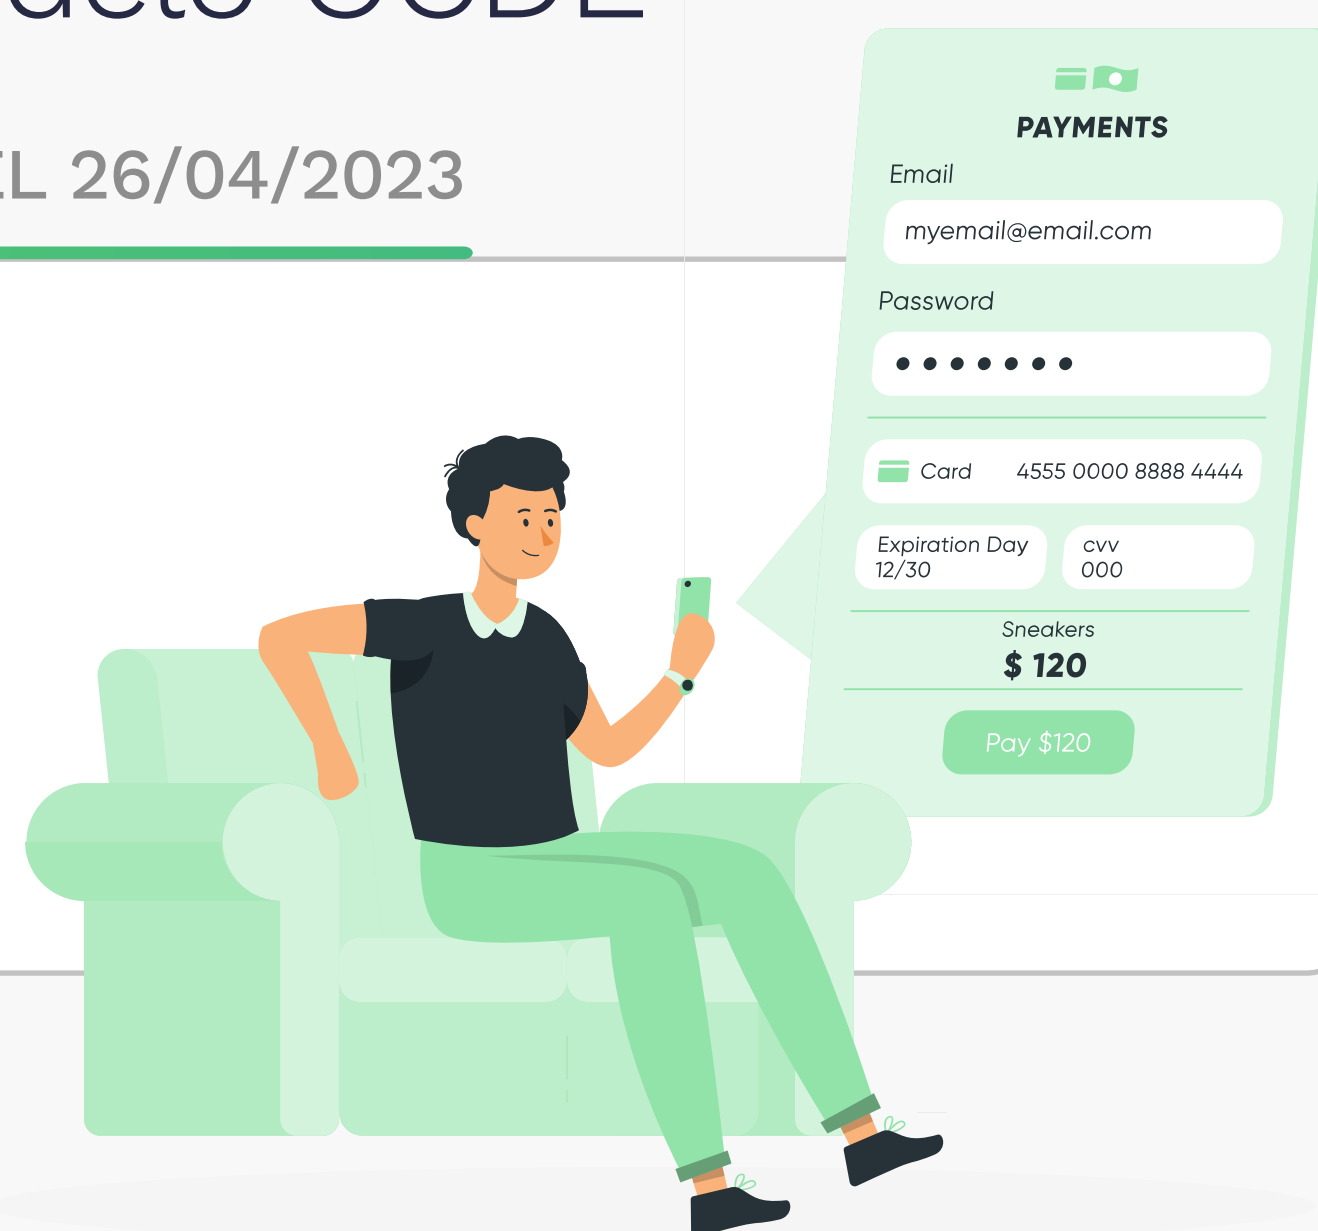 CODE
26/04/2023
PAYMENTS
Email
myemail@email.com
Password
Card 4555 0000 8888 4444
Expiration Day
12/30
cvv
000
Sneakers
$ 120
Pay $120